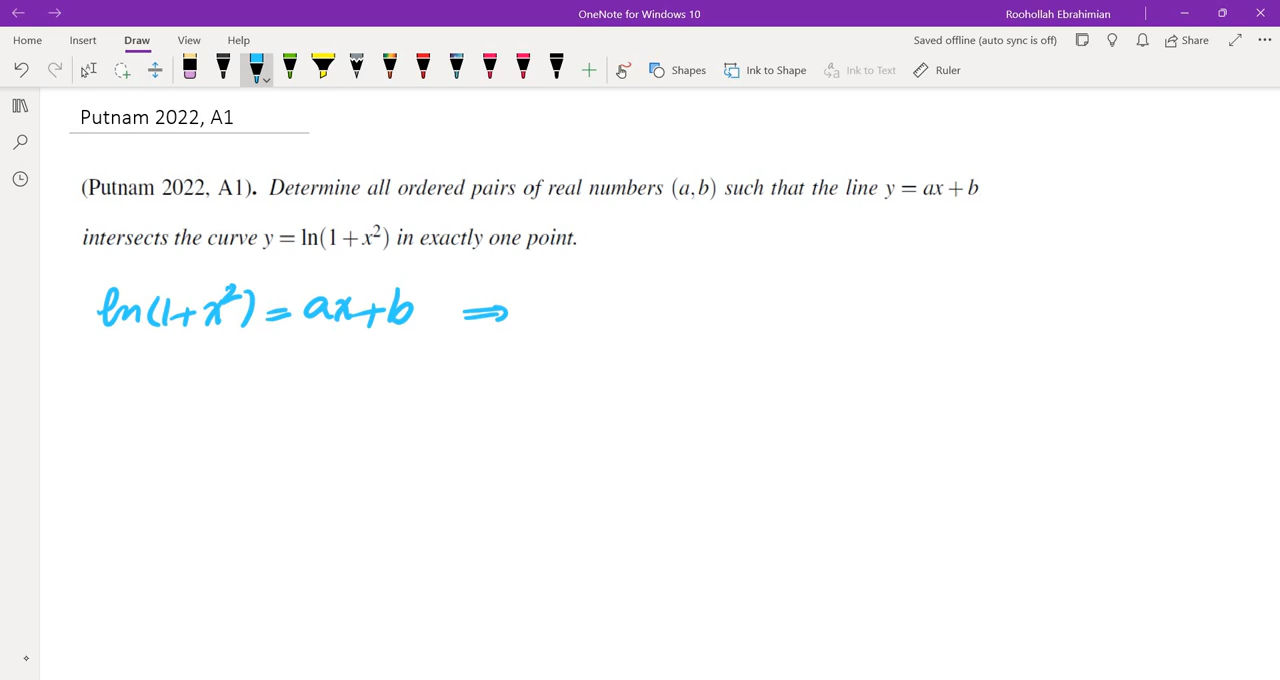 OneNote for Windows 10
Roohollah Ebrahimian
Home Insert Draw View Help
Saved offline (auto sync is off)
Share
Shapes Ink to Shape Ink to Text Ruler
Putnam 2022, A1
(Putnam 2022, A1). Determine all ordered pairs of real numbers (a,b) such that the line y = ax + b
intersects the curve y = ln(1 + x²) in exactly one point.
ln(1+x²) = ax+b ⇒